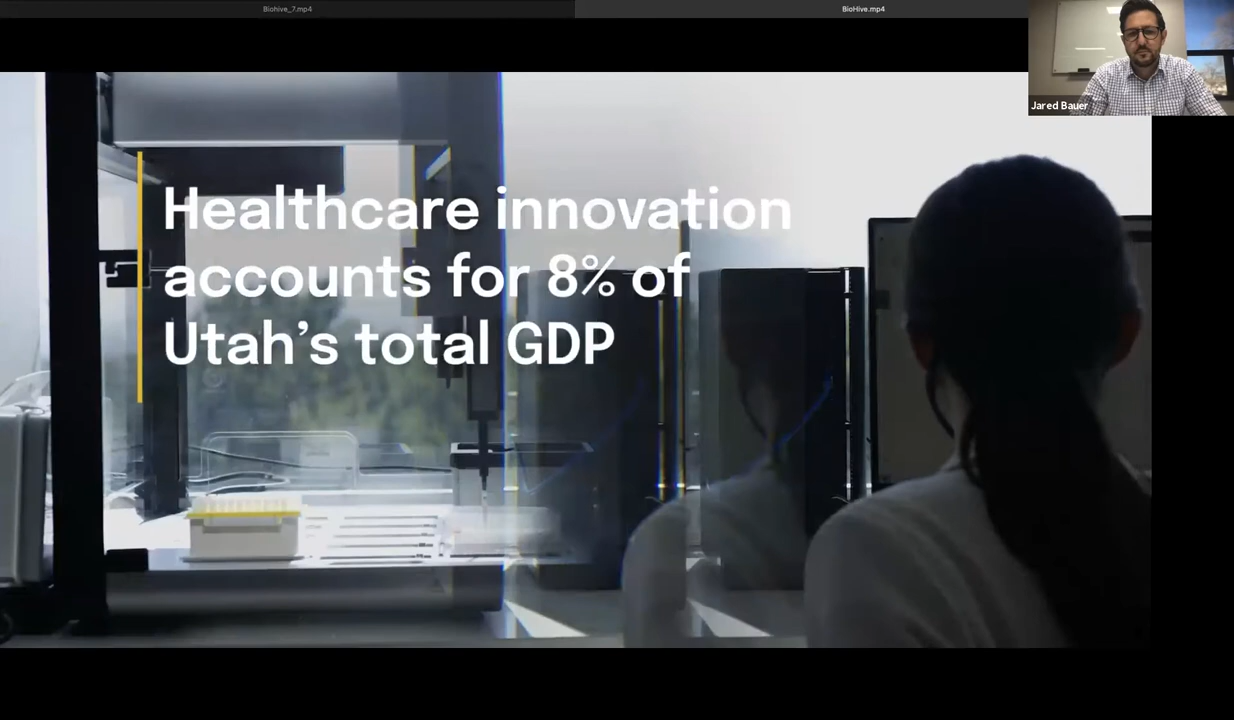 Biohive_7.mp4
BioHive.mp4
Jared Bauer
Healthcare innovation
accounts for 8% of
Utah’s total GDP